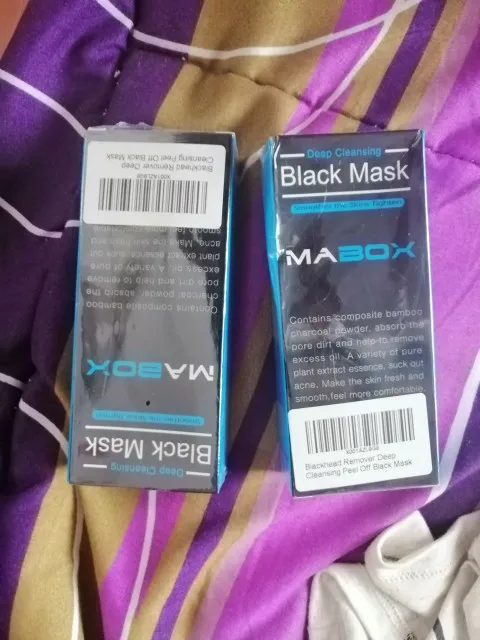 Deep Cleansing
Black Mask
MABOX
Contains composite bamboo
charcoal powder, absorb the
pore dirt and help to remove
excess oil. A variety of pure
plant extract essence, suck out
acne. Make the skin fresh and
Blackhead Remover Deep
Cleansing Peel Off Black Mask
Deep Cleansing
Black Mask
Smoothes the Skins Tighten
MABOX
Contains composite bamboo
charcoal powder, absorb the
pore dirt and help to remove
excess oil. A variety of pure
plant extract essence, suck out
acne. Make the skin fresh and
smooth,feel more comfortable.
Blackhead Remover Deep
Cleansing Peel Off Black Mask